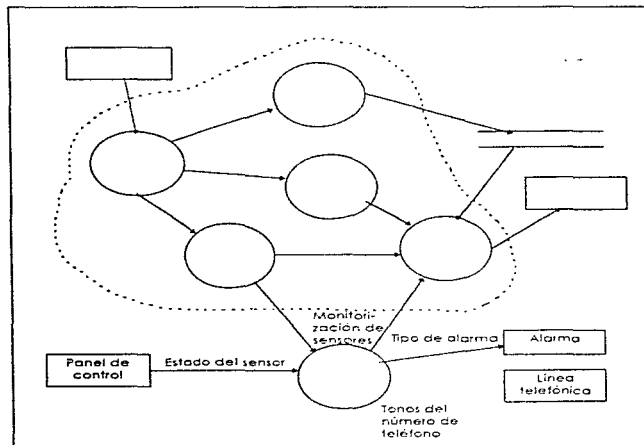 Monitori-
zación de
sensores
Tipo de alarma
Alarma
Panel de
control
Estado del sensor
Línea
telefónica
Tonos del
número de
teléfono